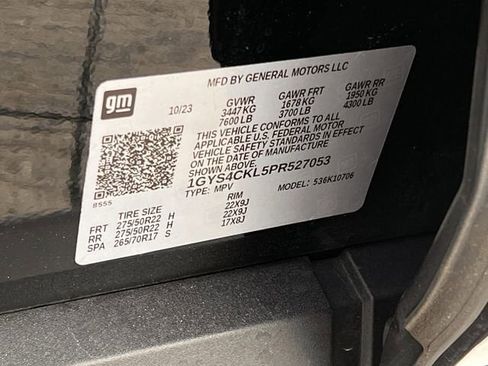 gm
MFD BY GENERAL MOTORS LLC
10/23 GVWR GAWR FRT GAWR RR
3447 KG 1678 KG 1950 KG
7600 LB 3700 LB 4300 LB
THIS VEHICLE CONFORMS TO ALL
APPLICABLE U.S. FEDERAL MOTOR
VEHICLE SAFETY STANDARDS IN EFFECT
ON THE DATE OF MANUFACTURE
SHOWN ABOVE.
1GYS4CKL5PR527053
TYPE: MPV MODEL: 536K10706
8555
TIRE SIZE RIM
FRT 275/50R22 H 22X9J
RR 275/50R22 H 22X9J
SPA 265/70R17 S 17X8J